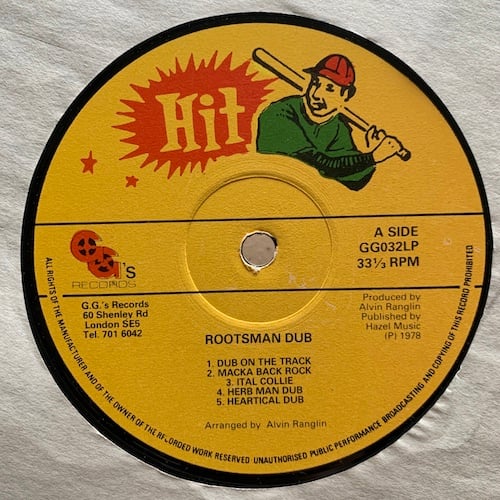 Hit
A SIDE
GG032LP
33⅓ RPM
GG's
RECORDS
G.G.'s Records
60 Shenley Rd
London SE5
Tel. 701 6042
Produced by
Alvin Ranglin
Published by
Hazel Music
(P) 1978
ROOTSMAN DUB
1. DUB ON THE TRACK
2. MACKA BACK ROCK
3. ITAL COLLIE
4. HERB MAN DUB
5. HEARTICAL DUB
Arranged by Alvin Ranglin
ALL RIGHTS OF THE MANUFACTURER AND OF THE OWNER OF THE RECORDED WORK RESERVED UNAUTHORISED PUBLIC PERFORMANCE BROADCASTING AND COPYING OF THIS RECORD PROHIBITED